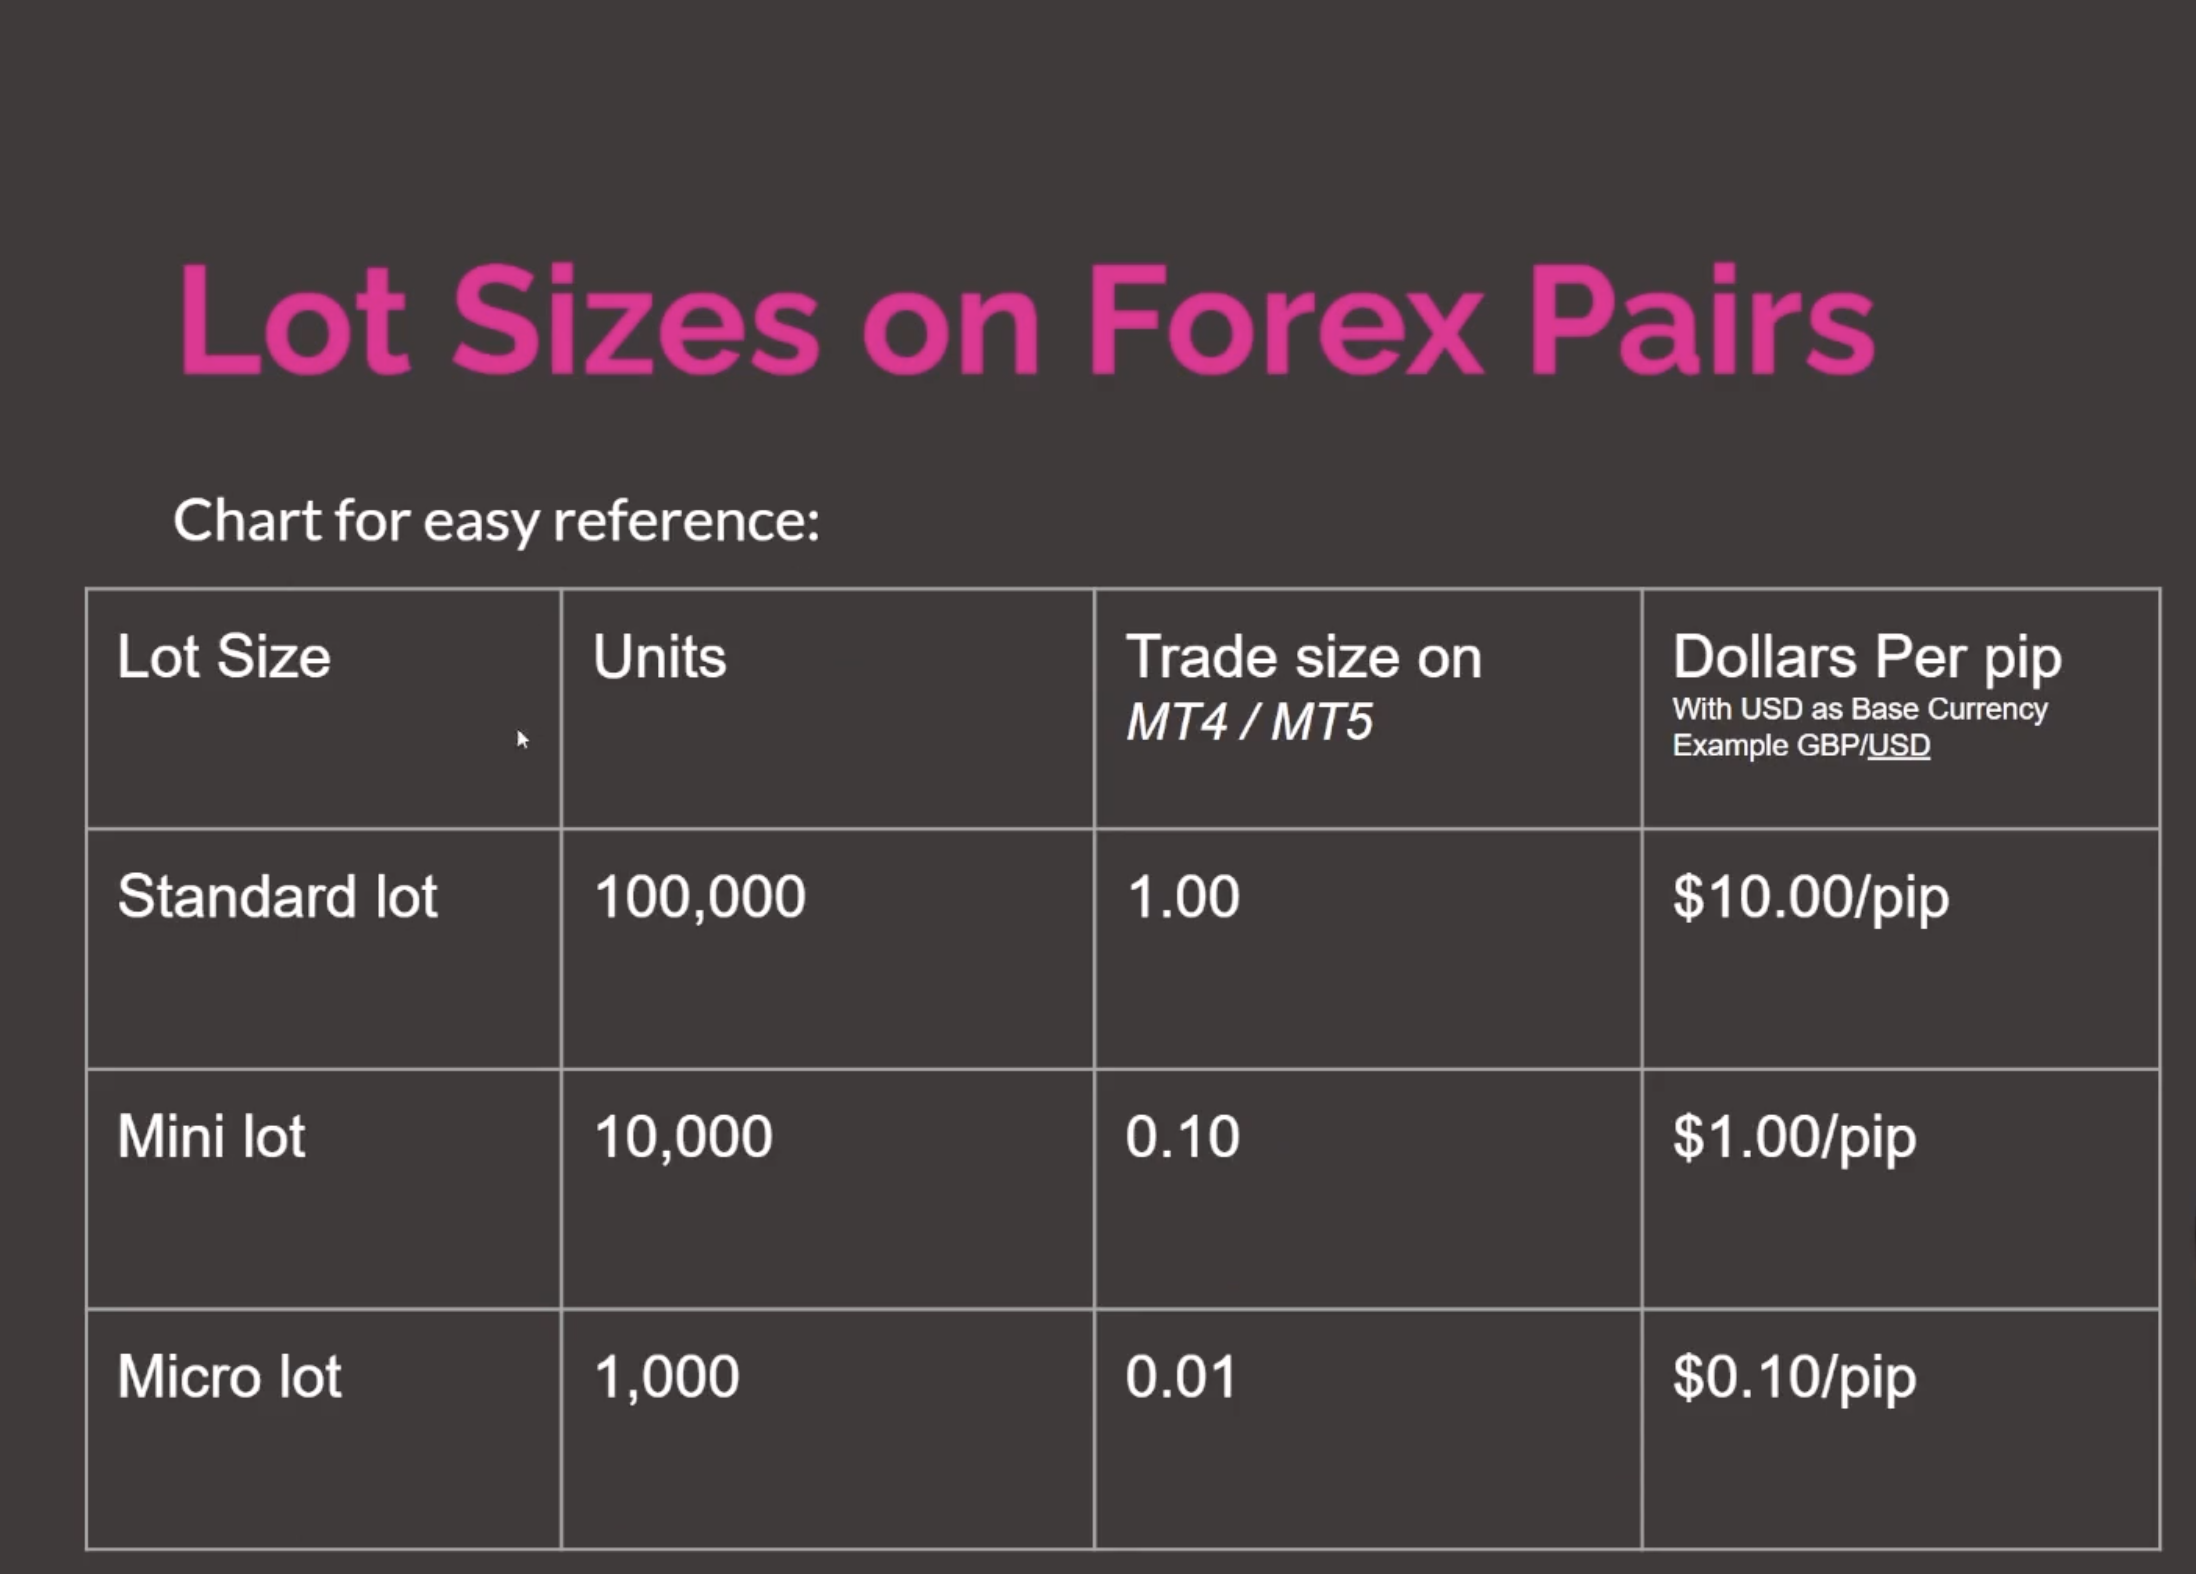 Lot Sizes on Forex Pairs
Chart for easy reference:
Lot Size
Units
Trade size on
MT4 / MT5
Dollars Per pip
With USD as Base Currency
Example GBP/USD
Standard lot
100,000
1.00
$10.00/pip
Mini lot
10,000
0.10
$1.00/pip
Micro lot
1,000
0.01
$0.10/pip